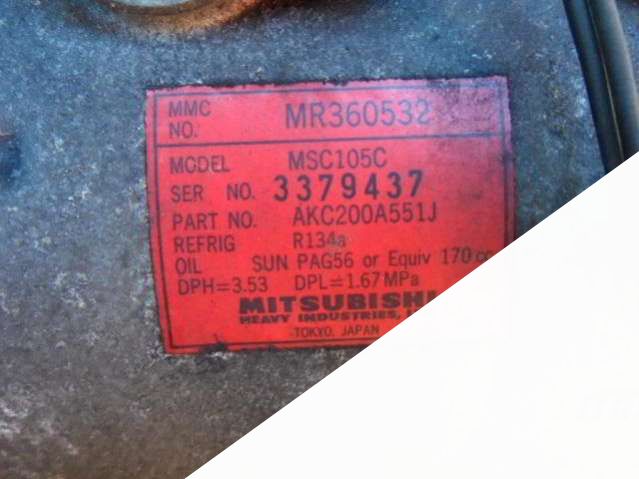 MMC
NO. MR360532
MODEL MSC105C
SER NO. 3379437
PART NO. AKC200A551J
REFRIG R134a
OIL SUN PAG56 or Equiv 170 cc
DPH=3.53 DPL=1.67MPa
MITSUBISHI
HEAVY INDUSTRIES,
TOKYO, JAPAN